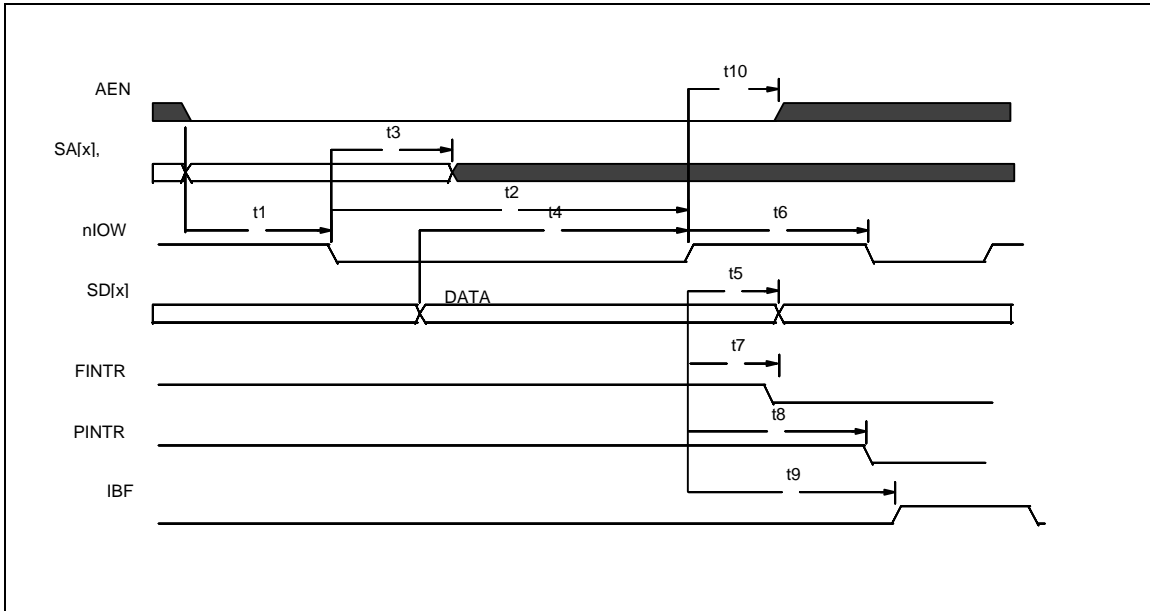 t10
AEN
t3
SA[x],
t2
t1
t4
t6
nIOW
t5
SD[x]
DATA
t7
FINTR
t8
PINTR
t9
IBF